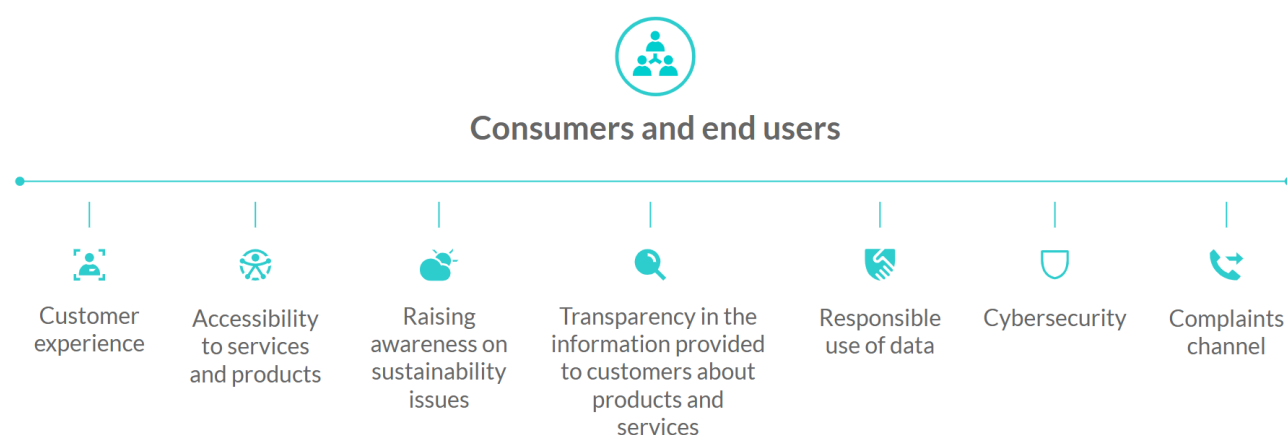 Consumers and end users
Customer
experience
Accessibility
to services
and products
Raising
awareness on
sustainability
issues
Transparency in the
information provided
to customers about
products and
services
Responsible
use of data
Cybersecurity
Complaints
channel